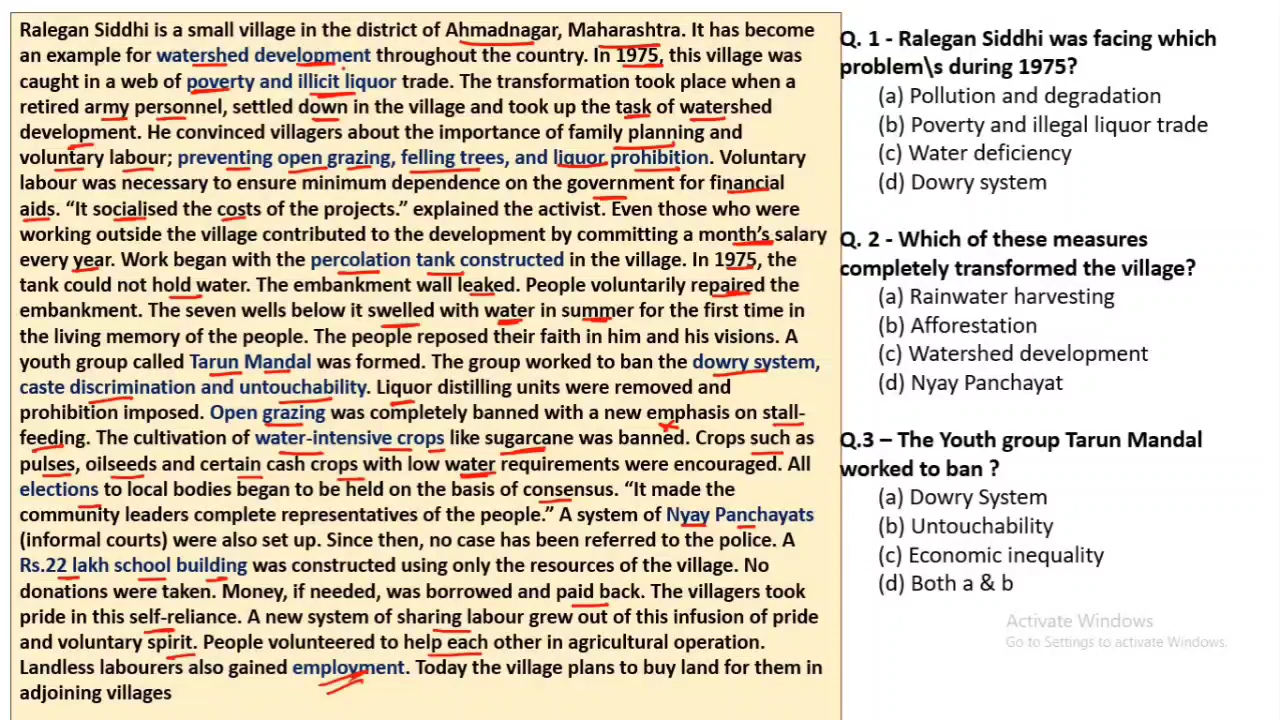 Ralegan Siddhi is a small village in the district of Ahmadnagar, Maharashtra. It has become
an example for watershed development throughout the country. In 1975, this village was
caught in a web of poverty and illicit liquor trade. The transformation took place when a
retired army personnel, settled down in the village and took up the task of watershed
development. He convinced villagers about the importance of family planning and
voluntary labour; preventing open grazing, felling trees, and liquor prohibition. Voluntary
labour was necessary to ensure minimum dependence on the government for financial
aids. “It socialised the costs of the projects.” explained the activist. Even those who were
working outside the village contributed to the development by committing a month’s salary
every year. Work began with the percolation tank constructed in the village. In 1975, the
tank could not hold water. The embankment wall leaked. People voluntarily repaired the
embankment. The seven wells below it swelled with water in summer for the first time in
the living memory of the people. The people reposed their faith in him and his visions. A
youth group called Tarun Mandal was formed. The group worked to ban the dowry system,
caste discrimination and untouchability. Liquor distilling units were removed and
prohibition imposed. Open grazing was completely banned with a new emphasis on stall-
feeding. The cultivation of water-intensive crops like sugarcane was banned. Crops such as
pulses, oilseeds and certain cash crops with low water requirements were encouraged. All
elections to local bodies began to be held on the basis of consensus. “It made the
community leaders complete representatives of the people.” A system of Nyay Panchayats
(informal courts) were also set up. Since then, no case has been referred to the police. A
Rs.22 lakh school building was constructed using only the resources of the village. No
donations were taken. Money, if needed, was borrowed and paid back. The villagers took
pride in this self-reliance. A new system of sharing labour grew out of this infusion of pride
and voluntary spirit. People volunteered to help each other in agricultural operation.
Landless labourers also gained employment. Today the village plans to buy land for them in
adjoining villages
Q. 1 - Ralegan Siddhi was facing which
problem\s during 1975?
(a) Pollution and degradation
(b) Poverty and illegal liquor trade
(c) Water deficiency
(d) Dowry system
Q. 2 - Which of these measures
completely transformed the village?
(a) Rainwater harvesting
(b) Afforestation
(c) Watershed development
(d) Nyay Panchayat
Q.3 – The Youth group Tarun Mandal
worked to ban ?
(a) Dowry System
(b) Untouchability
(c) Economic inequality
(d) Both a & b
Activate Windows
Go to Settings to activate Windows.